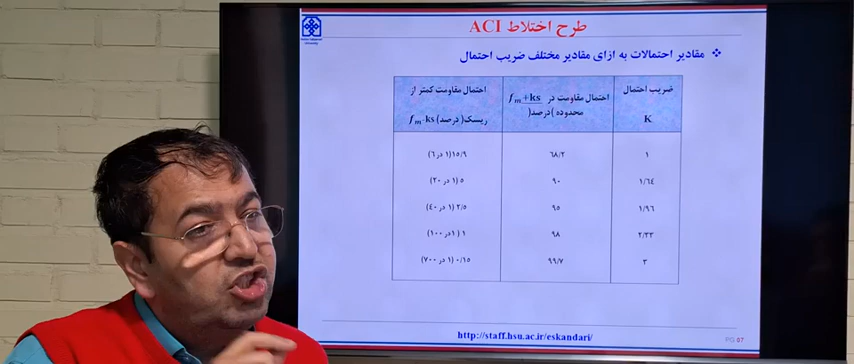 طرح اختلاط ACI
❖ مقادیر احتمالات به ازای مقادیر مختلف ضریب احتمال
ضریب احتمال
K
احتمال مقاومت در fm±ks
محدوده (درصد)
احتمال مقاومت کمتر از
ریسک( درصد) fm-ks
۱ ۶۸/۲ ۱۵/۹(۱ در ۶)
۱/۶۴ ۹۰ ۵ (۱ در ۲۰)
۱/۹۶ ۹۵ ۲/۵ (۱ در ۴۰)
۲/۳۳ ۹۸ ۱ (۱ در ۱۰۰)
۳ ۹۹/۷ ۰/۱۵ (۱ در ۷۰۰)
http://staff.hsu.ac.ir/eskandari/
PG 07